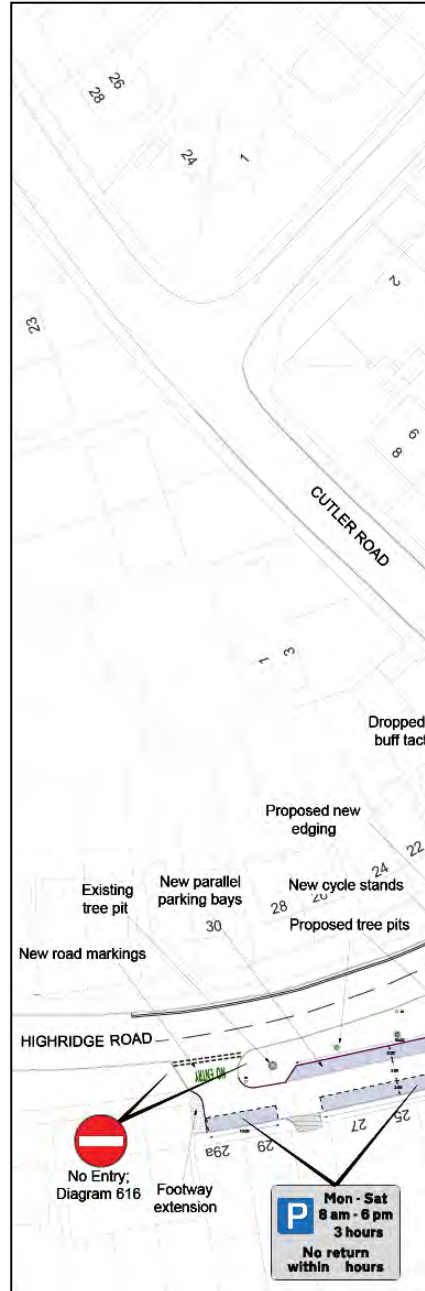 26
28
24
1
2
23
9
8
CUTLER ROAD
1
3
Dropped
buff tact
Proposed new
edging
22
24
New parallel
parking bays
New cycle stands
Existing
tree pit
28
30
Proposed tree pits
New road markings
HIGHRIDGE ROAD
NO ENTRY
25
27
29
29a
No Entry;
Diagram 616
Footway
extension
P
Mon - Sat
8 am - 6 pm
3 hours
No return
within hours